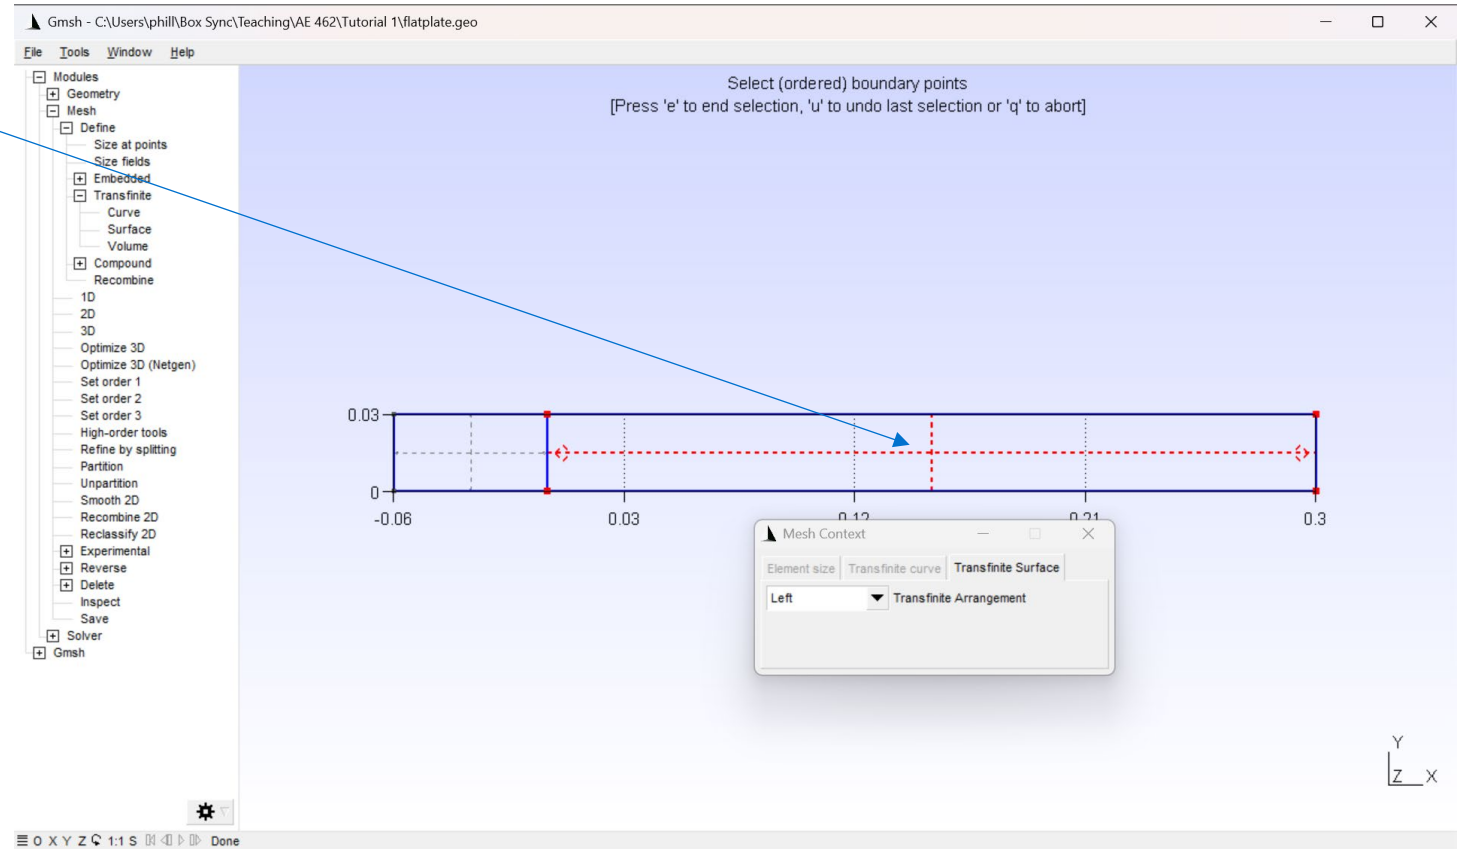 Gmsh - C:\Users\phill\Box Sync\Teaching\AE 462\Tutorial 1\flatplate.geo
File Tools Window Help
Modules
Geometry
Mesh
Define
Size at points
Size fields
Embedded
Transfinite
Curve
Surface
Volume
Compound
Recombine
1D
2D
3D
Optimize 3D
Optimize 3D (Netgen)
Set order 1
Set order 2
Set order 3
High-order tools
Refine by splitting
Partition
Unpartition
Smooth 2D
Recombine 2D
Reclassify 2D
Experimental
Reverse
Delete
Inspect
Save
Solver
Gmsh
Select (ordered) boundary points
[Press 'e' to end selection, 'u' to undo last selection or 'q' to abort]
0.03
0
-0.06 0.03 0.12 0.21 0.3
Mesh Context
Element size Transfinite curve Transfinite Surface
Left Transfinite Arrangement
Y
Z X
O X Y Z 1:1 S Done